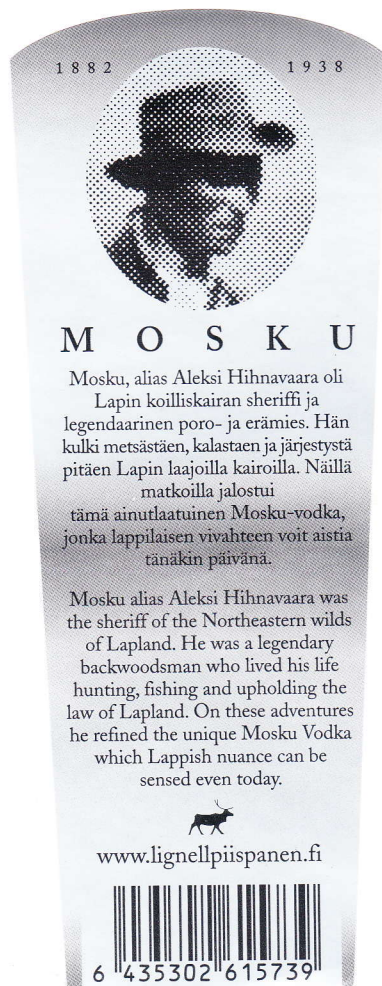 1882 1938
MOSKU
Mosku, alias Aleksi Hihnavaara oli
Lapin koilliskairan sheriffi ja
legendaarinen poro- ja erämies. Hän
kulki metsästäen, kalastaen ja järjestystä
pitäen Lapin laajoilla kairoilla. Näillä
matkoilla jalostui
tämä ainutlaatuinen Mosku-vodka,
jonka lappilaisen vivahteen voit aistia
tänäkin päivänä.
Mosku alias Aleksi Hihnavaara was
the sheriff of the Northeastern wilds
of Lapland. He was a legendary
backwoodsman who lived his life
hunting, fishing and upholding the
law of Lapland. On these adventures
he refined the unique Mosku Vodka
which Lappish nuance can be
sensed even today.
www.lignellpiispanen.fi
6 435302 615739